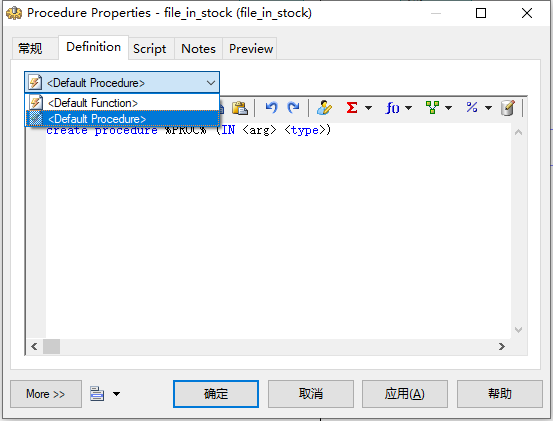 Procedure Properties - file_in_stock (file_in_stock)
常规 Definition Script Notes Preview
<Default Procedure>
<Default Function>
<Default Procedure>
create procedure %PROC% (IN <arg> <type>)
More >> 确定 取消 应用(A) 帮助